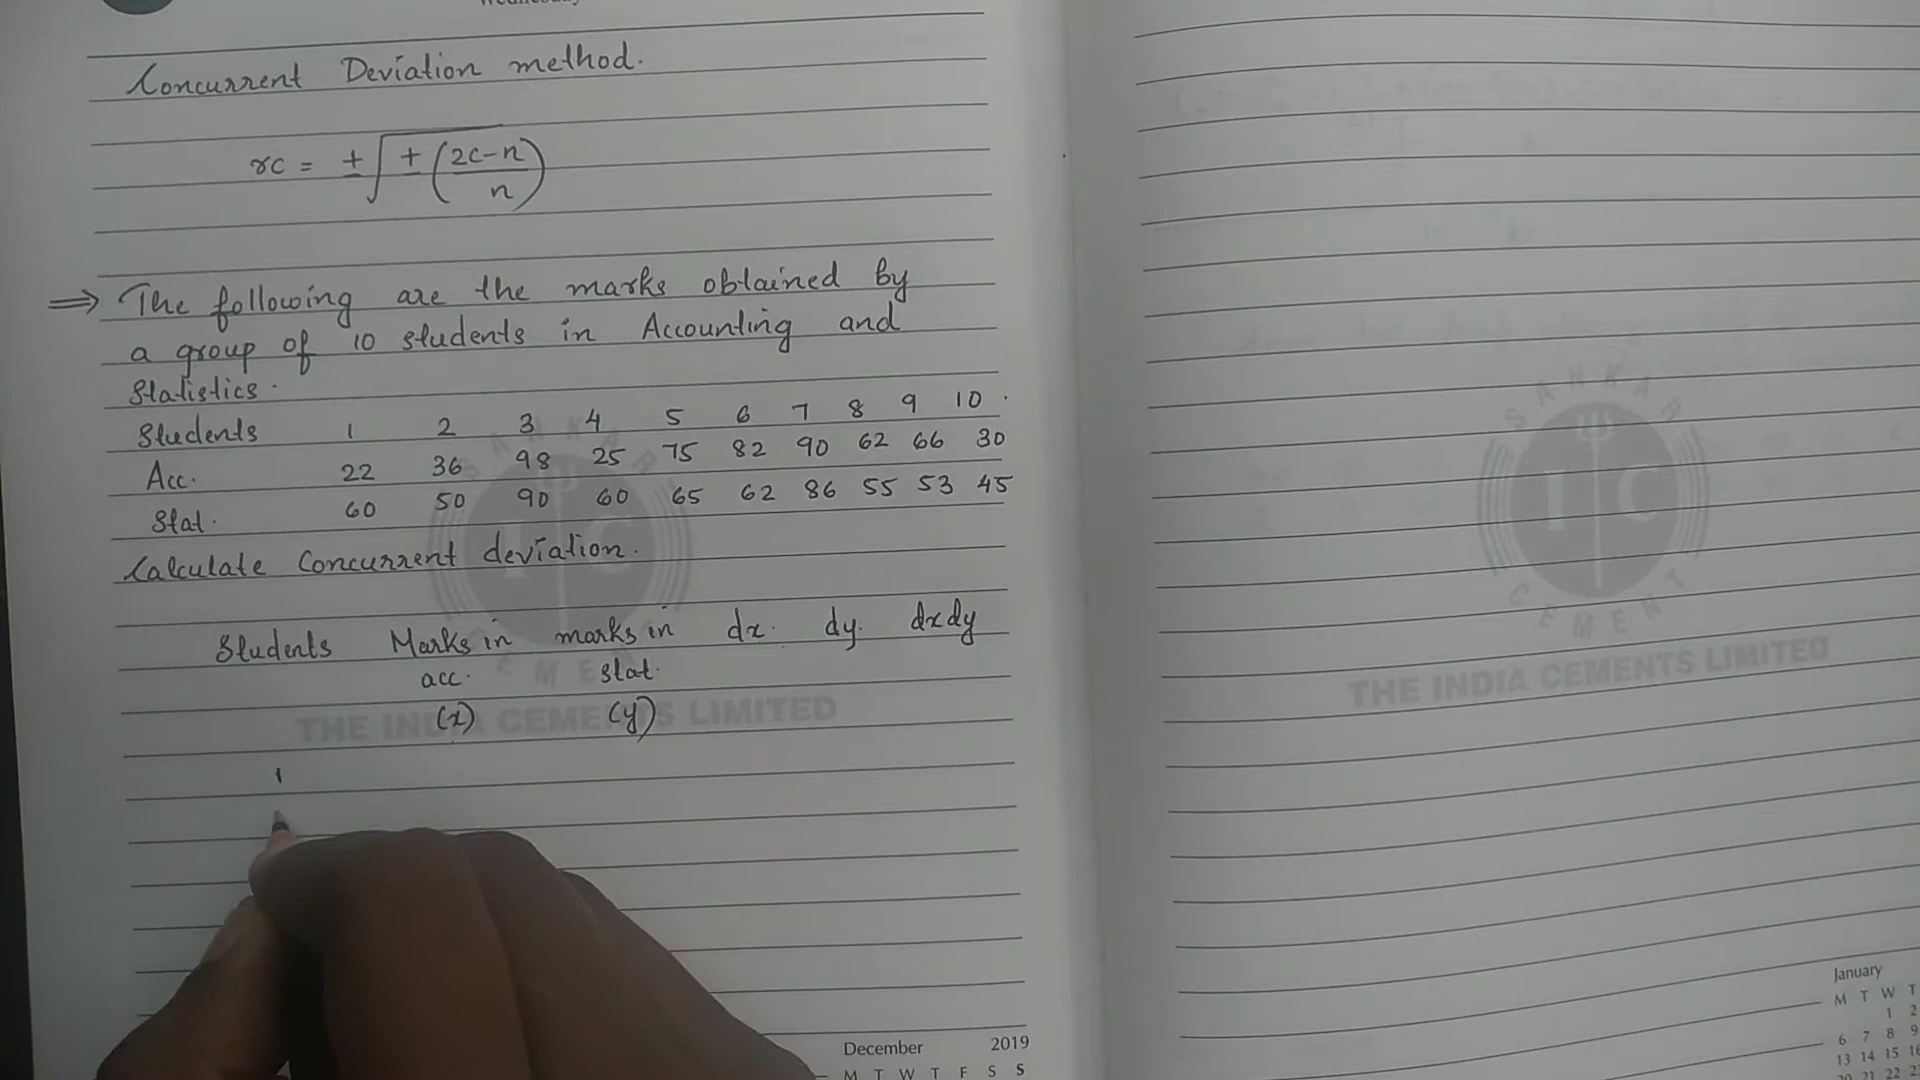 Concurrent Deviation method.
rc = ± √ ± (2c-n / n)
⇒ The following are the marks obtained by
a group of 10 students in Accounting and
Statistics.
Students 1 2 3 4 5 6 7 8 9 10.
Acc. 22 36 98 25 75 82 90 62 66 30
Stat. 60 50 90 60 65 62 86 55 53 45
Calculate Concurrent deviation.
Students Marks in marks in dx. dy. dxdy
acc. stat.
(x) (y)
1
SANKAR
I C
CEMENT
THE INDIA CEMENTS LIMITED
December 2019
M T W T F S S
SANKAR
I C
CEMENT
THE INDIA CEMENTS LIMITED
January
M T W T
1 2
6 7 8 9
13 14 15 16